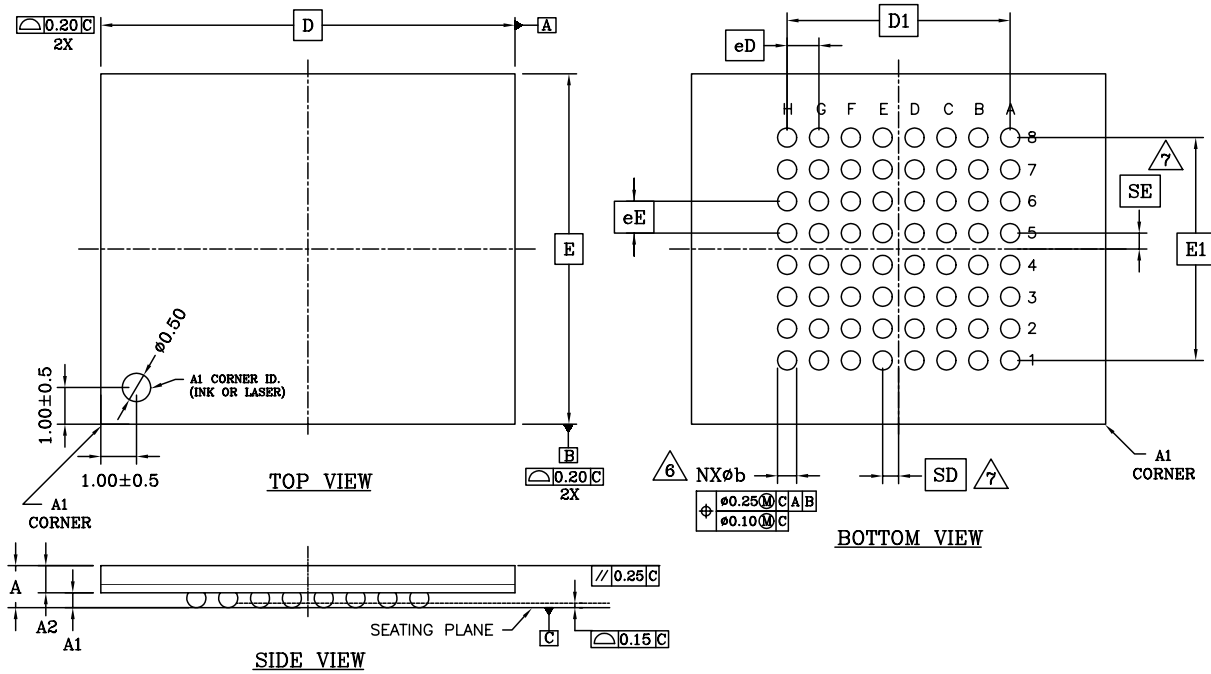 ⌓ 0.20 C
2X
D
A
E
ø0.50
A1 CORNER ID.
(INK OR LASER)
1.00±0.5
1.00±0.5
A1
CORNER
TOP VIEW
B
⌓ 0.20 C
2X
D1
eD
H G F E D C B A
8
7
6
5
4
3
2
1
7
SE
eE
E1
6 NXøb
⌖ ø0.25Ⓜ C A B
ø0.10Ⓜ C
SD 7
A1
CORNER
BOTTOM VIEW
A
A2
A1
// 0.25 C
SEATING PLANE
C
⌓ 0.15 C
SIDE VIEW